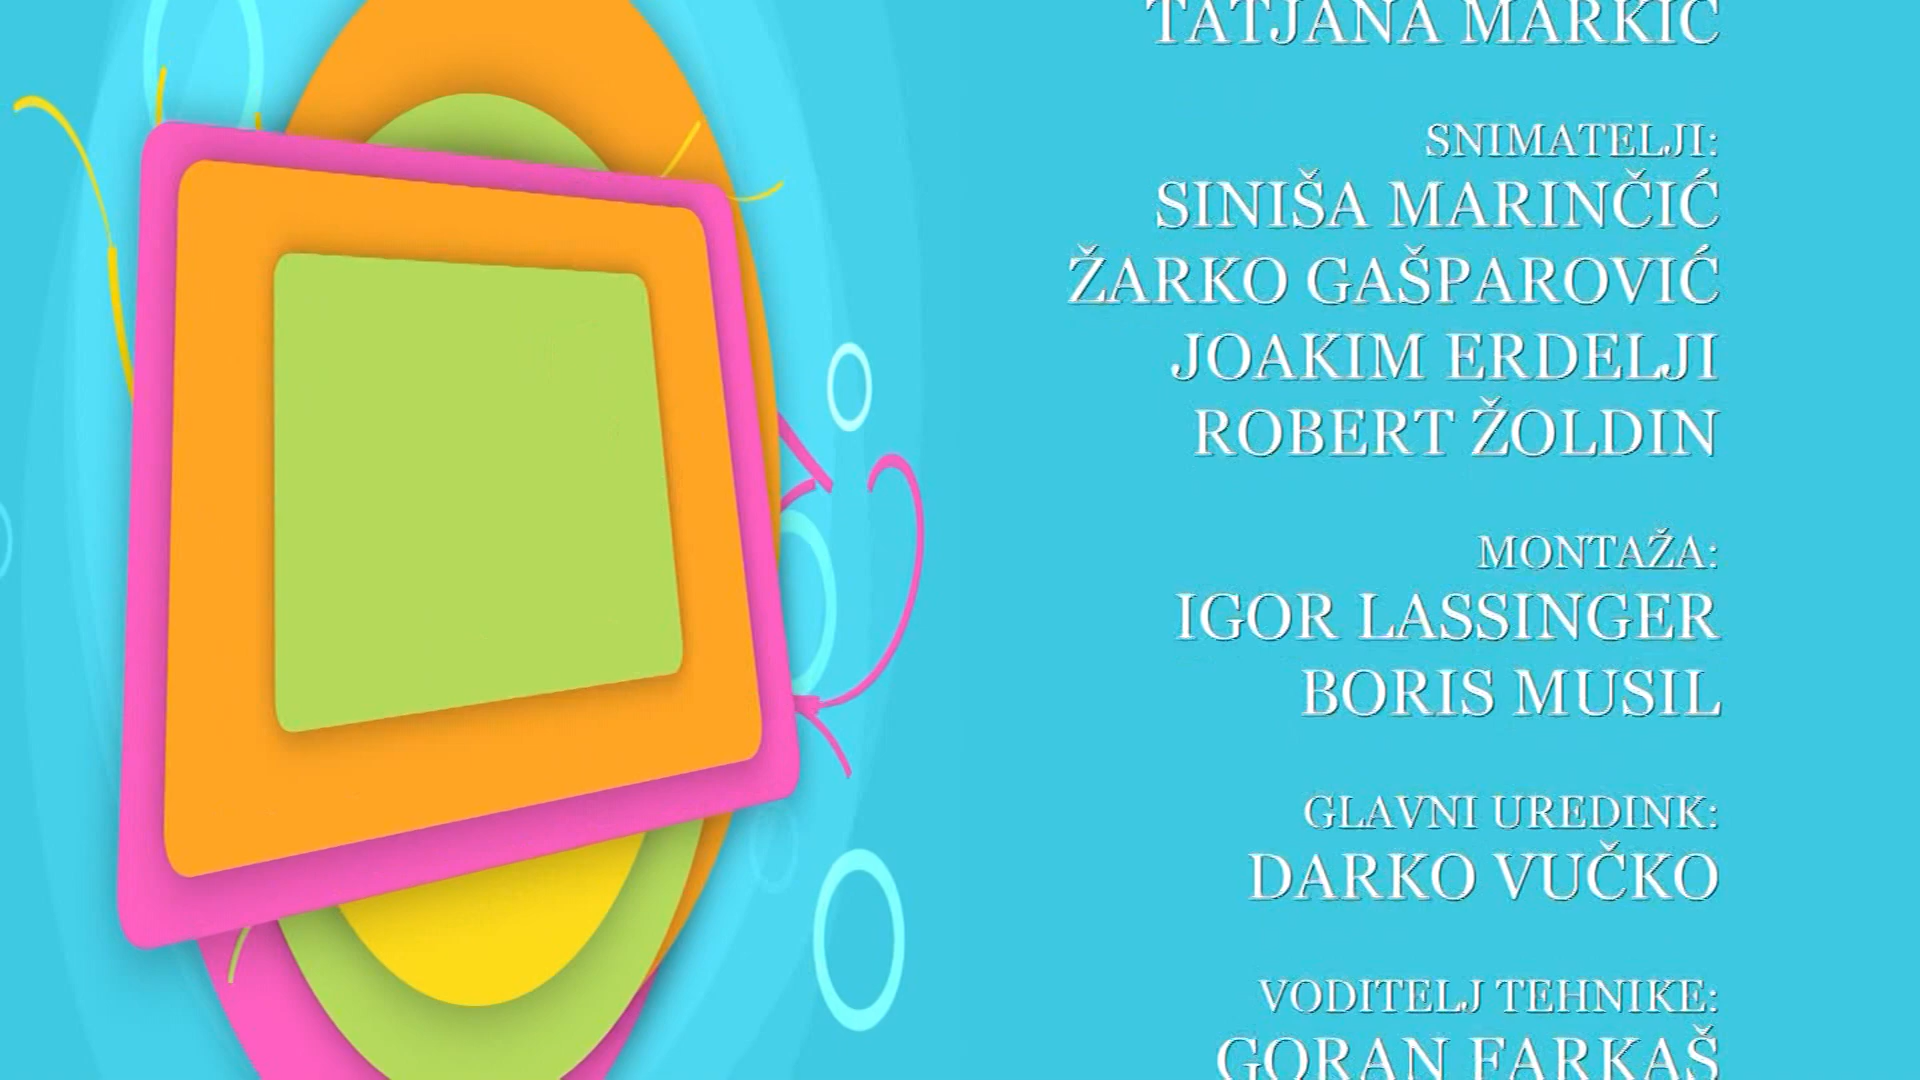 TATJANA MARKIĆ
SNIMATELJI:
SINIŠA MARINČIĆ
ŽARKO GAŠPAROVIĆ
JOAKIM ERDELJI
ROBERT ŽOLDIN
MONTAŽA:
IGOR LASSINGER
BORIS MUSIL
GLAVNI UREDINK:
DARKO VUČKO
VODITELJ TEHNIKE:
GORAN FARKAŠ